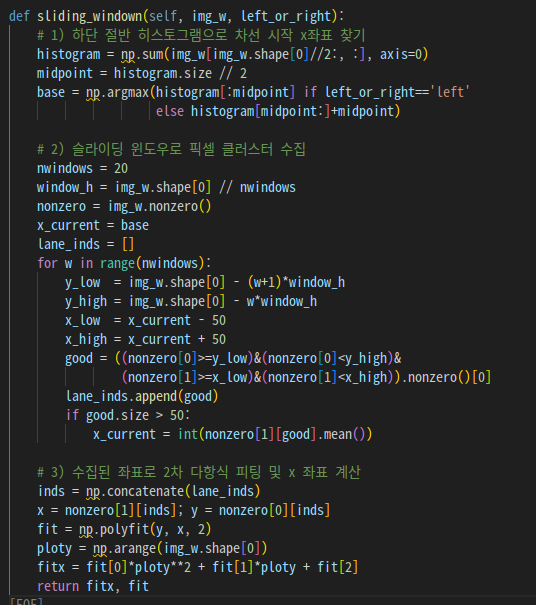 def sliding_windown(self, img_w, left_or_right):
    # 1) 하단 절반 히스토그램으로 차선 시작 x좌표 찾기
    histogram = np.sum(img_w[img_w.shape[0]//2:, :], axis=0)
    midpoint = histogram.size // 2
    base = np.argmax(histogram[:midpoint] if left_or_right=='left'
                     else histogram[midpoint:]+midpoint)
    # 2) 슬라이딩 윈도우로 픽셀 클러스터 수집
    nwindows = 20
    window_h = img_w.shape[0] // nwindows
    nonzero = img_w.nonzero()
    x_current = base
    lane_inds = []
    for w in range(nwindows):
        y_low  = img_w.shape[0] - (w+1)*window_h
        y_high = img_w.shape[0] - w*window_h
        x_low  = x_current - 50
        x_high = x_current + 50
        good = ((nonzero[0]>=y_low)&(nonzero[0]<y_high)&
                (nonzero[1]>=x_low)&(nonzero[1]<x_high)).nonzero()[0]
        lane_inds.append(good)
        if good.size > 50:
            x_current = int(nonzero[1][good].mean())
    # 3) 수집된 좌표로 2차 다항식 피팅 및 x 좌표 계산
    inds = np.concatenate(lane_inds)
    x = nonzero[1][inds]; y = nonzero[0][inds]
    fit = np.polyfit(y, x, 2)
    ploty = np.arange(img_w.shape[0])
    fitx = fit[0]*ploty**2 + fit[1]*ploty + fit[2]
    return fitx, fit
[EOF]